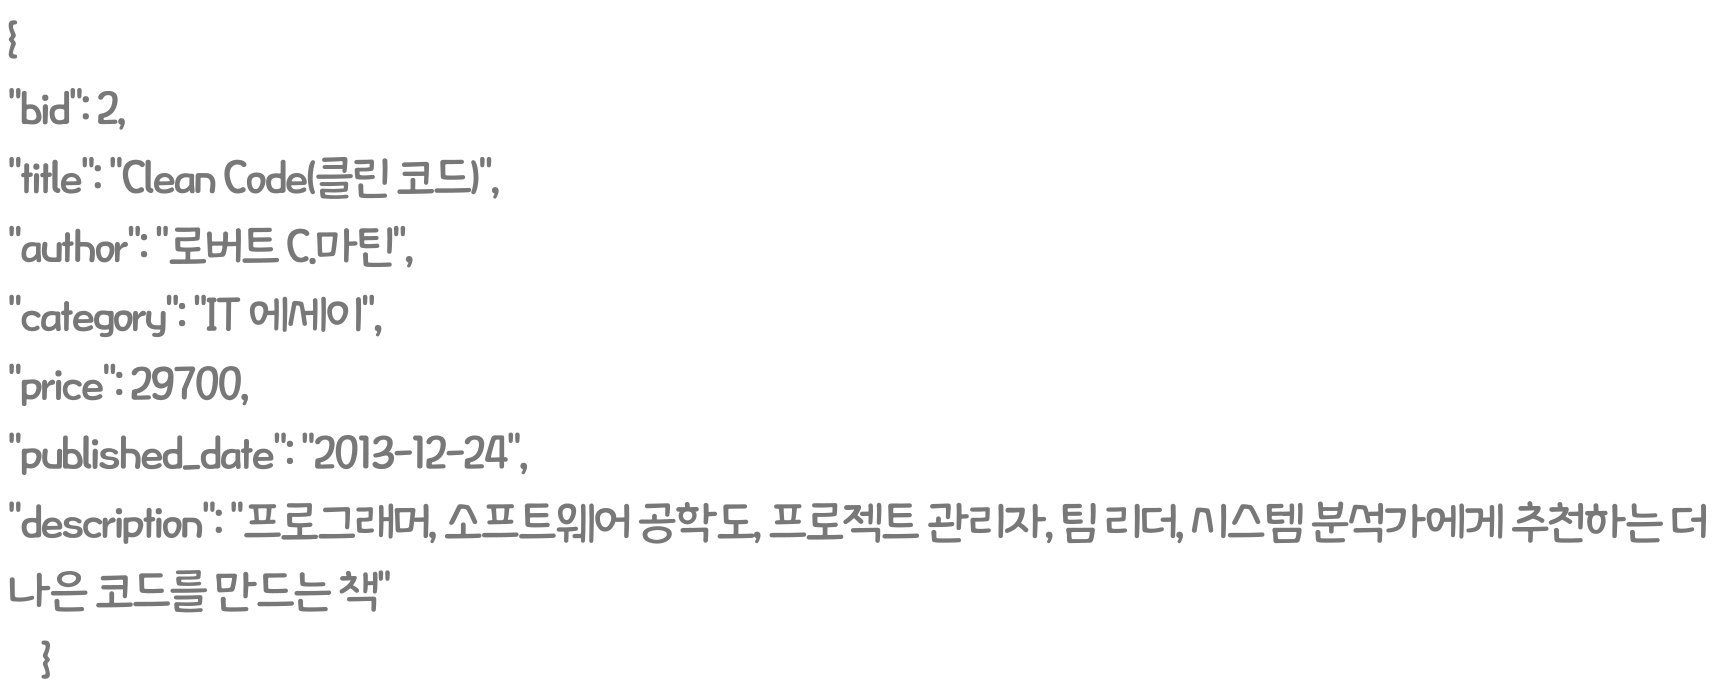 {
"bid": 2,
"title": "Clean Code(클린 코드)",
"author": "로버트 C.마틴",
"category": "IT 에세이",
"price": 29700,
"published_date": "2013-12-24",
"description": "프로그래머, 소프트웨어 공학도, 프로젝트 관리자, 팀 리더, 시스템 분석가에게 추천하는 더
나은 코드를 만드는 책"
}